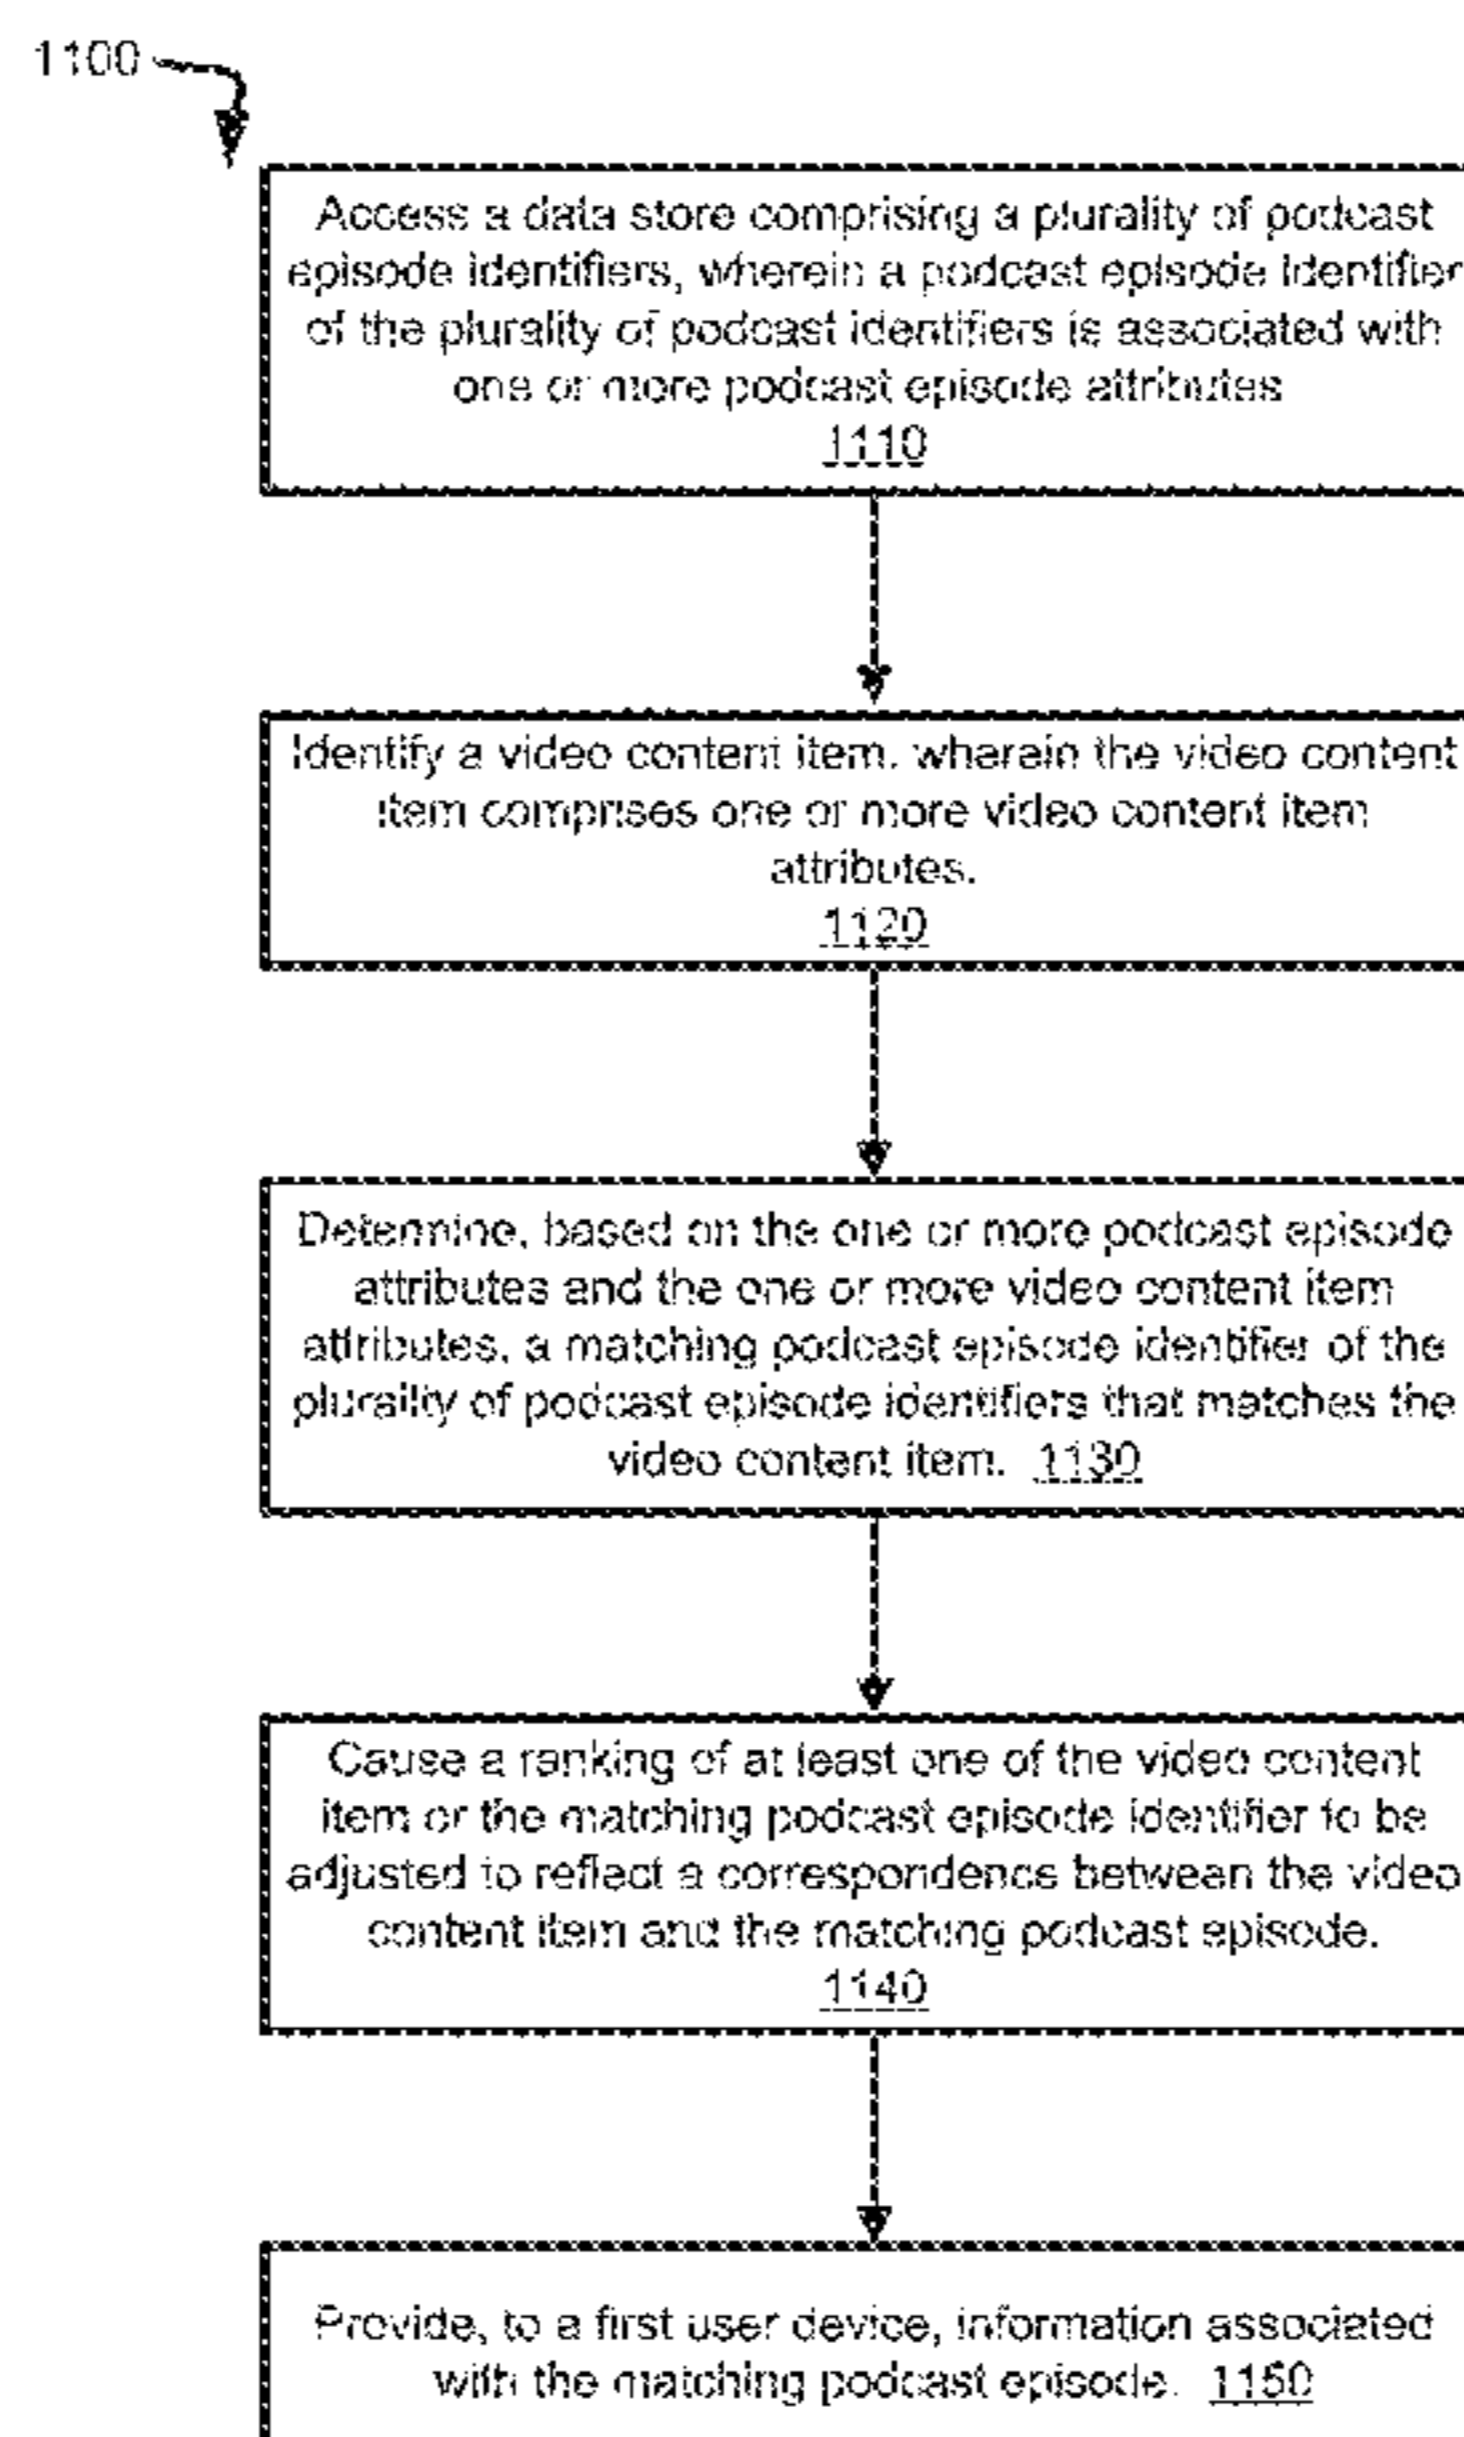 1100
Access a data store comprising a plurality of podcast
episode identifiers, wherein a podcast episode identifier
of the plurality of podcast identifiers is associated with
one or more podcast episode attributes
1110
Identify a video content item, wherein the video content
item comprises one or more video content item
attributes.
1120
Determine, based on the one or more podcast episode
attributes and the one or more video content item
attributes, a matching podcast episode identifier of the
plurality of podcast episode identifiers that matches the
video content item. 1130
Cause a ranking of at least one of the video content
item or the matching podcast episode identifier to be
adjusted to reflect a correspondence between the video
content item and the matching podcast episode.
1140
Provide, to a first user device, information associated
with the matching podcast episode. 1150